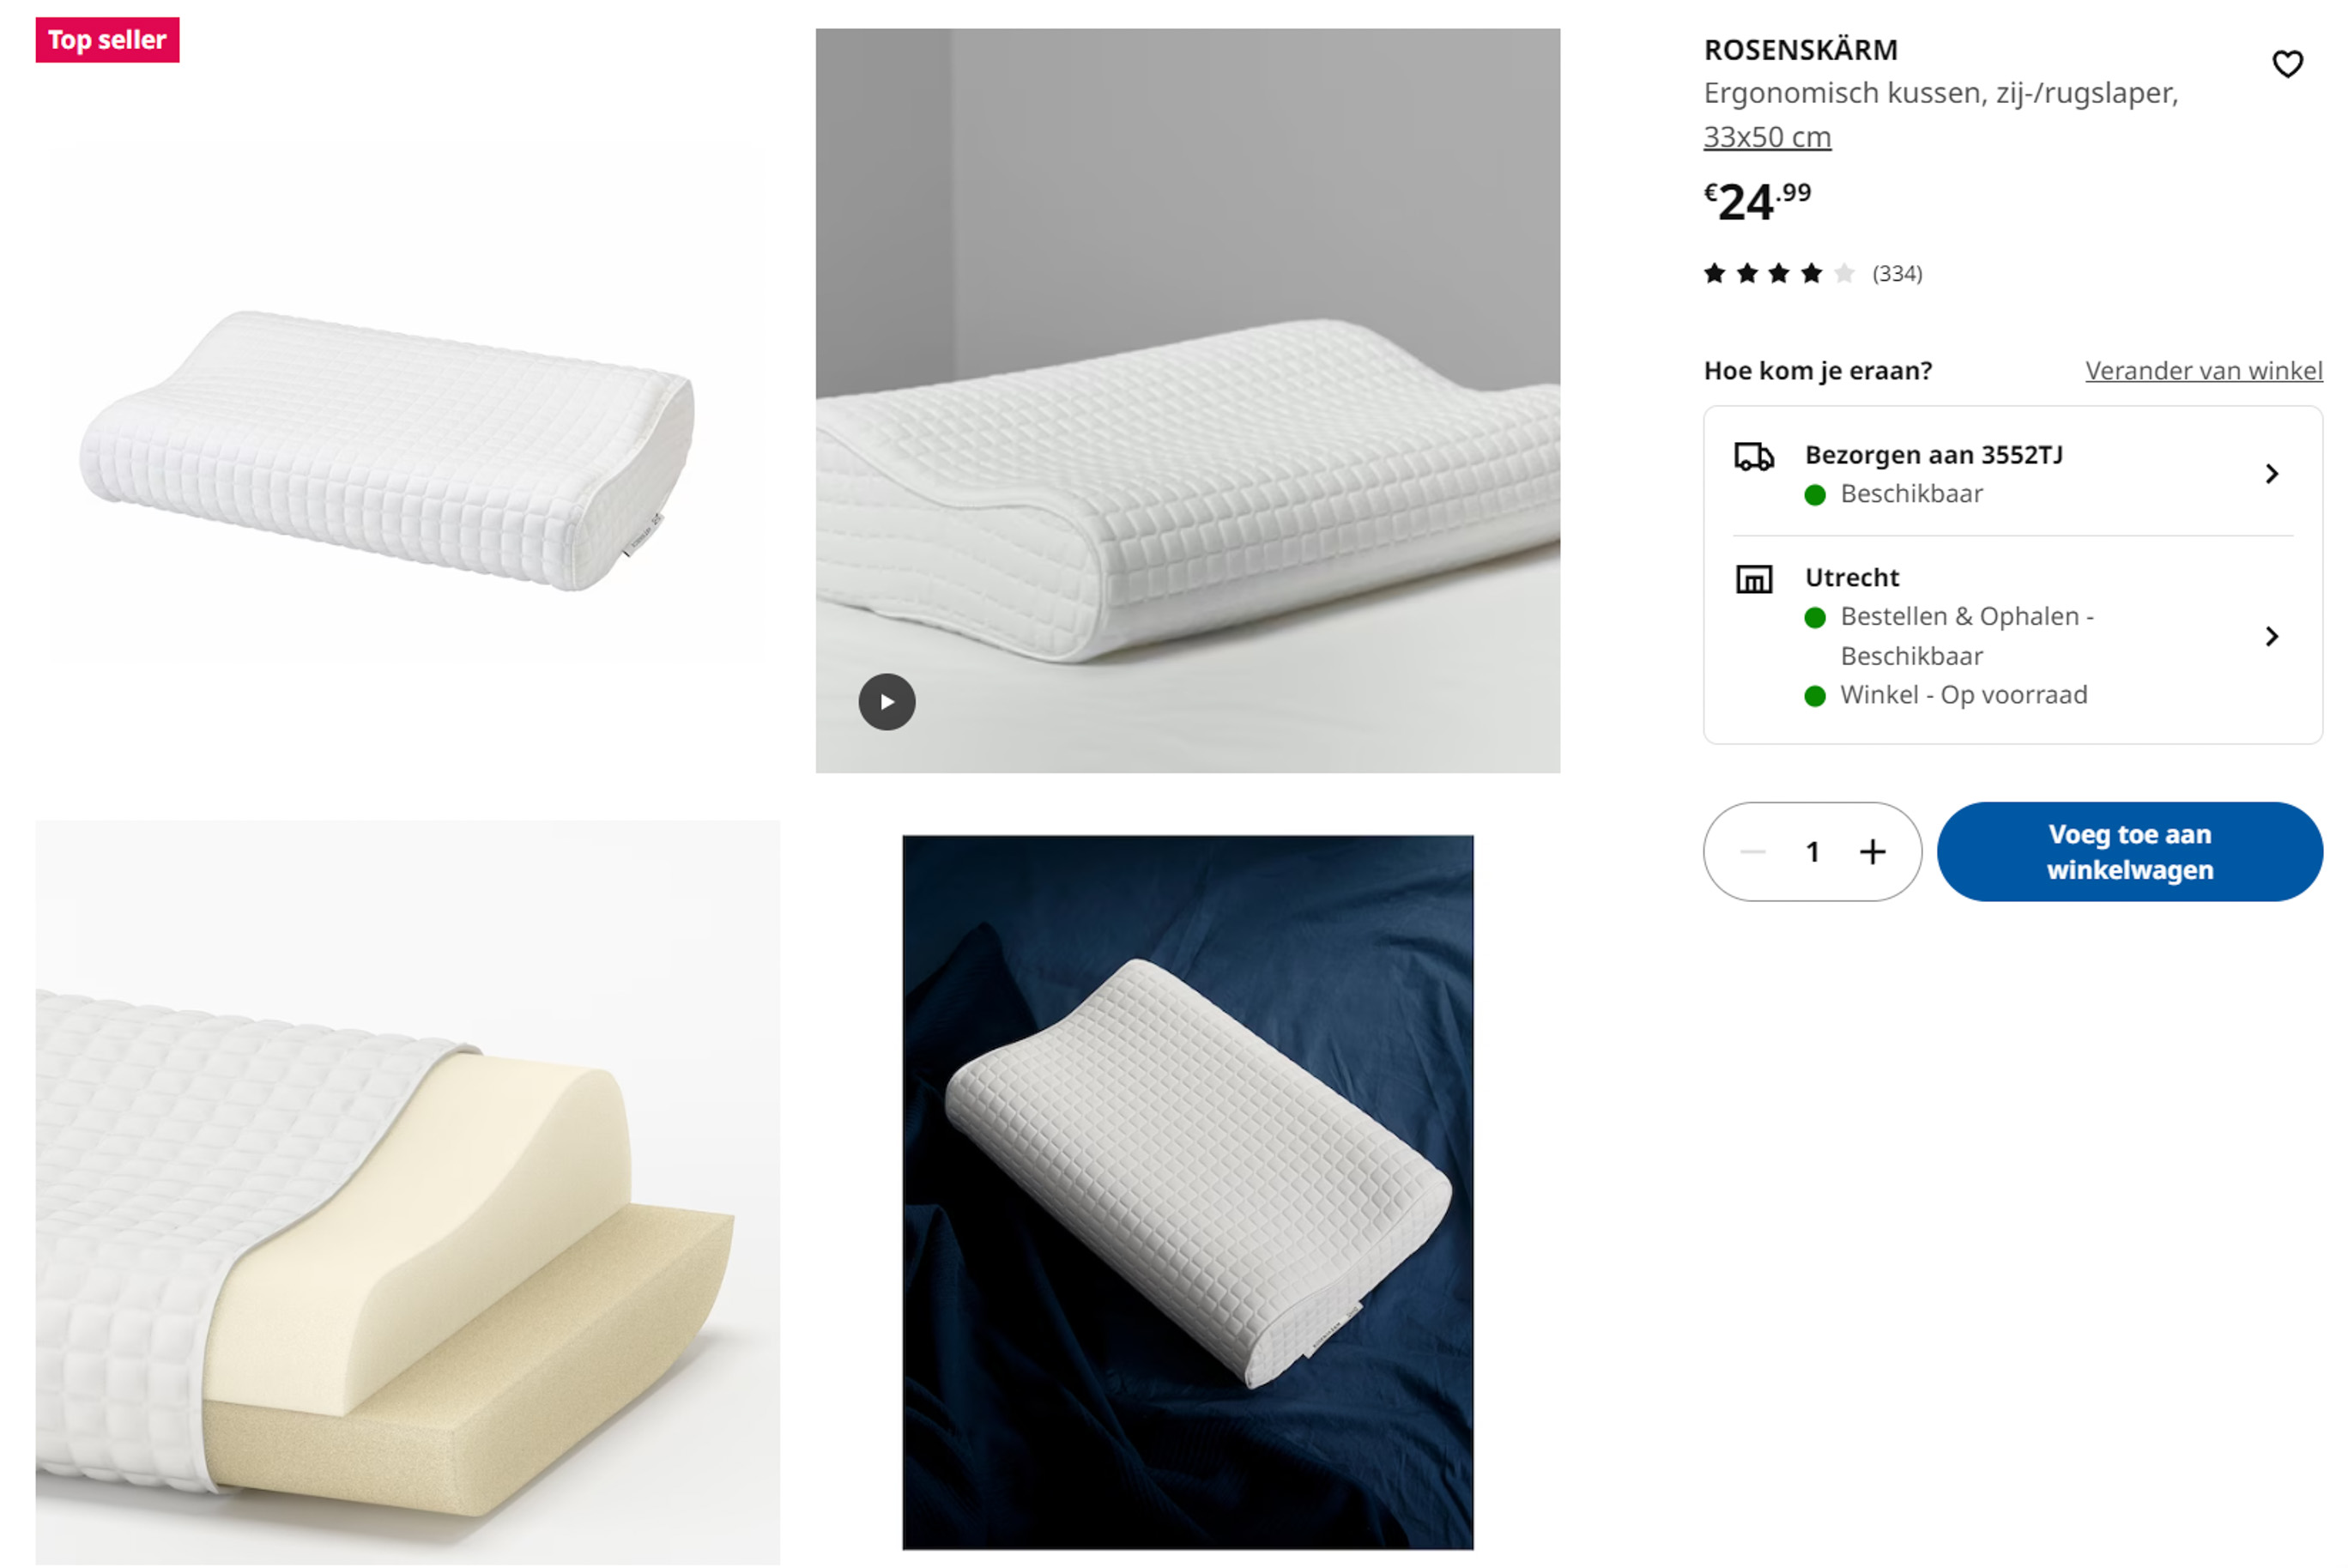 Top seller
ROSENSKÄRM
Ergonomisch kussen, zij-/rugslaper,
33x50 cm
€24.99
(334)
Hoe kom je eraan?
Verander van winkel
Bezorgen aan 3552TJ
Beschikbaar
Utrecht
Bestellen & Ophalen -
Beschikbaar
Winkel - Op voorraad
1
Voeg toe aan
winkelwagen